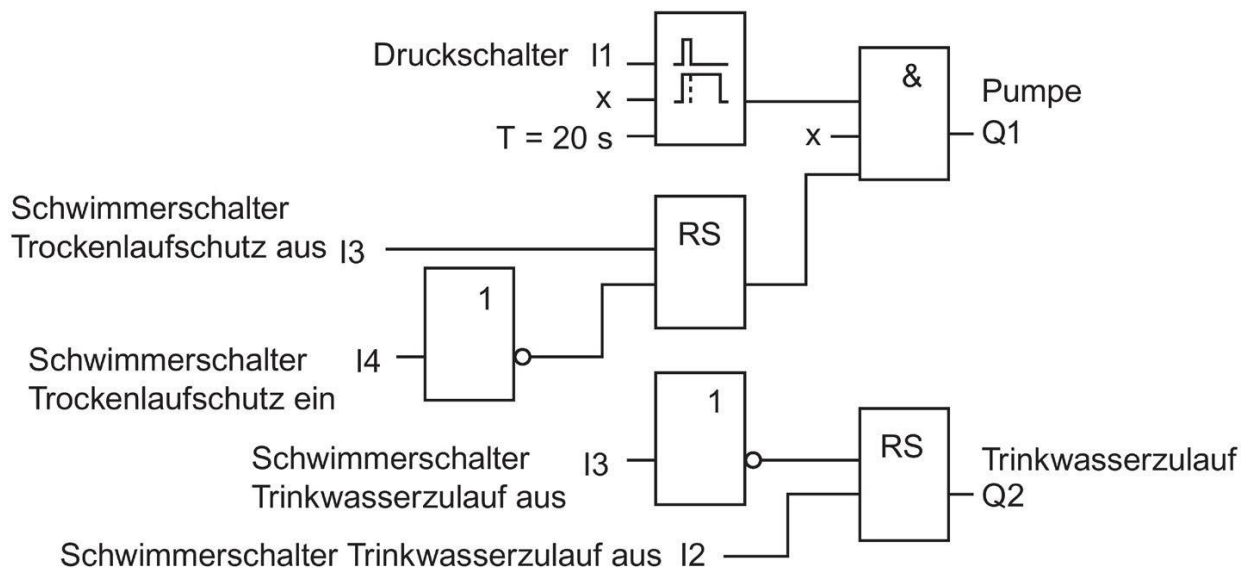 Druckschalter I1
x
T = 20 s
&
x
Pumpe
Q1
Schwimmerschalter
Trockenlaufschutz aus I3
RS
1
Schwimmerschalter I4
Trockenlaufschutz ein
1
Schwimmerschalter I3
Trinkwasserzulauf aus
RS
Trinkwasserzulauf
Q2
Schwimmerschalter Trinkwasserzulauf aus I2